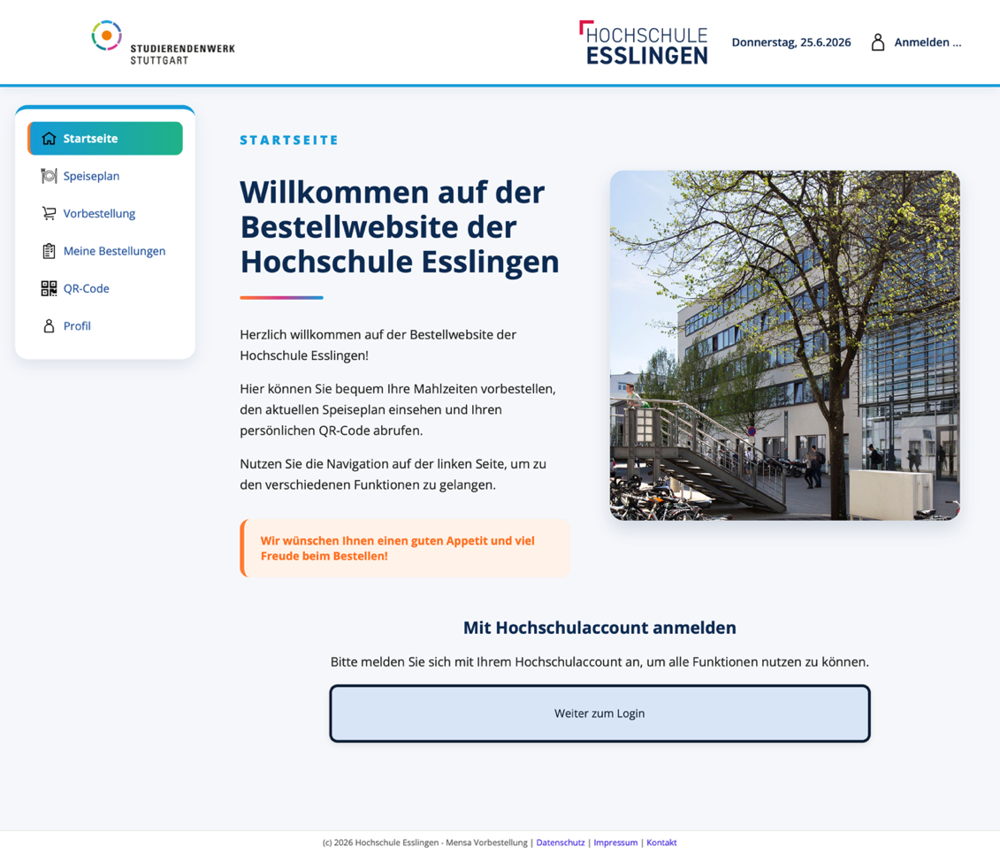 STUDIERENDENWERK
STUTTGART
HOCHSCHULE
ESSLINGEN
Donnerstag, 25.6.2026
Anmelden ...
Startseite
Speiseplan
Vorbestellung
Meine Bestellungen
QR-Code
Profil
STARTSEITE
Willkommen auf der
Bestellwebsite der
Hochschule Esslingen
Herzlich willkommen auf der Bestellwebsite der
Hochschule Esslingen!
Hier können Sie bequem Ihre Mahlzeiten vorbestellen,
den aktuellen Speiseplan einsehen und Ihren
persönlichen QR-Code abrufen.
Nutzen Sie die Navigation auf der linken Seite, um zu
den verschiedenen Funktionen zu gelangen.
Wir wünschen Ihnen einen guten Appetit und viel
Freude beim Bestellen!
Mit Hochschulaccount anmelden
Bitte melden Sie sich mit Ihrem Hochschulaccount an, um alle Funktionen nutzen zu können.
Weiter zum Login
(c) 2026 Hochschule Esslingen - Mensa Vorbestellung | Datenschutz | Impressum | Kontakt